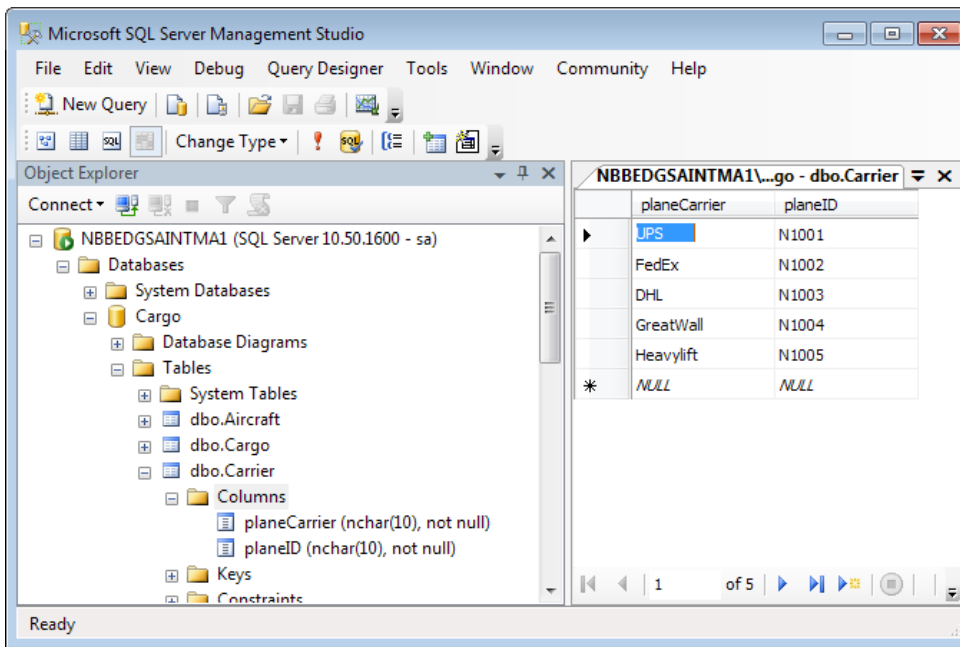 Microsoft SQL Server Management Studio
File Edit View Debug Query Designer Tools Window Community Help
New Query
SQL Change Type SQL
Object Explorer
Connect
NBBEDGSAINTMA1 (SQL Server 10.50.1600 - sa)
Databases
System Databases
Cargo
Database Diagrams
Tables
System Tables
dbo.Aircraft
dbo.Cargo
dbo.Carrier
Columns
planeCarrier (nchar(10), not null)
planeID (nchar(10), not null)
Keys
Constraints
NBBEDGSAINTMA1\...go - dbo.Carrier
planeCarrier planeID
UPS N1001
FedEx N1002
DHL N1003
GreatWall N1004
Heavylift N1005
NULL NULL
1 of 5
Ready